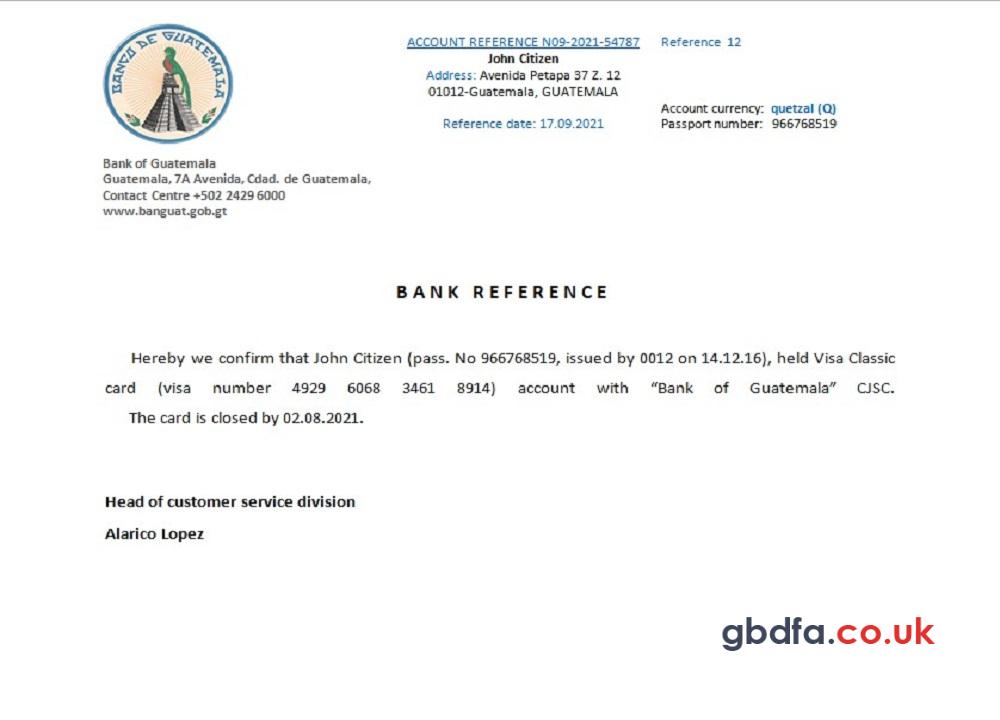 BANCO DE GUATEMALA
Bank of Guatemala
Guatemala, 7A Avenida, Cdad. de Guatemala,
Contact Centre +502 2429 6000
www.banguat.gob.gt
ACCOUNT REFERENCE N09-2021-54787
John Citizen
Address: Avenida Petapa 37 Z. 12
01012-Guatemala, GUATEMALA
Reference date: 17.09.2021
Reference 12
Account currency: quetzal (Q)
Passport number: 966768519
BANK REFERENCE
Hereby we confirm that John Citizen (pass. No 966768519, issued by 0012 on 14.12.16), held Visa Classic
card (visa number 4929 6068 3461 8914) account with “Bank of Guatemala” CJSC.
The card is closed by 02.08.2021.
Head of customer service division
Alarico Lopez
gbdfa.co.uk